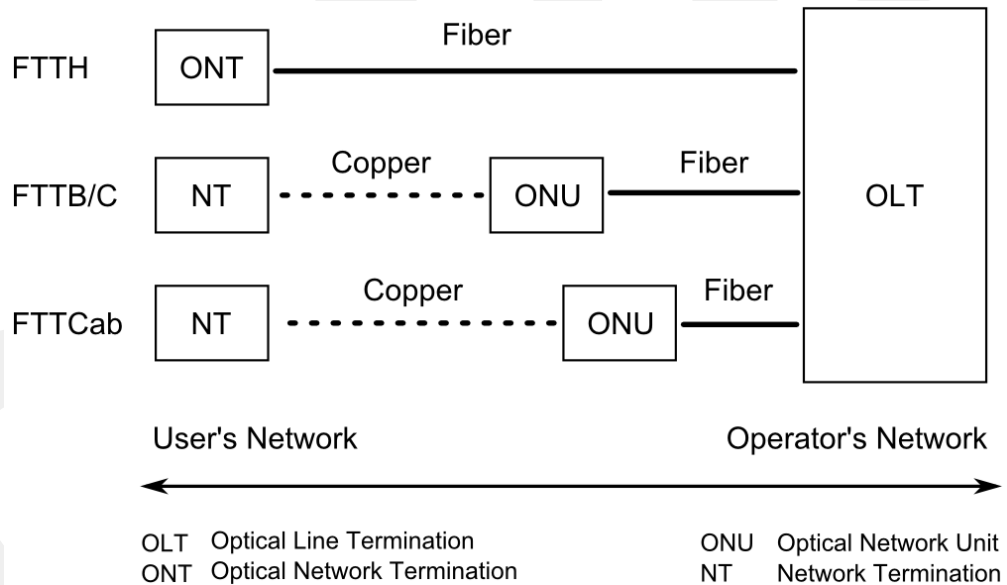 Fiber
FTTH ONT
Copper Fiber
FTTB/C NT ONU OLT
Copper Fiber
FTTCab NT ONU
User's Network Operator's Network
OLT Optical Line Termination ONU Optical Network Unit
ONT Optical Network Termination NT Network Termination